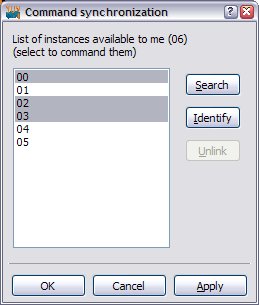 Command synchronization
List of instances available to me (06)
(select to command them)
00
01
02
03
04
05
Search
Identify
Unlink
OK
Cancel
Apply